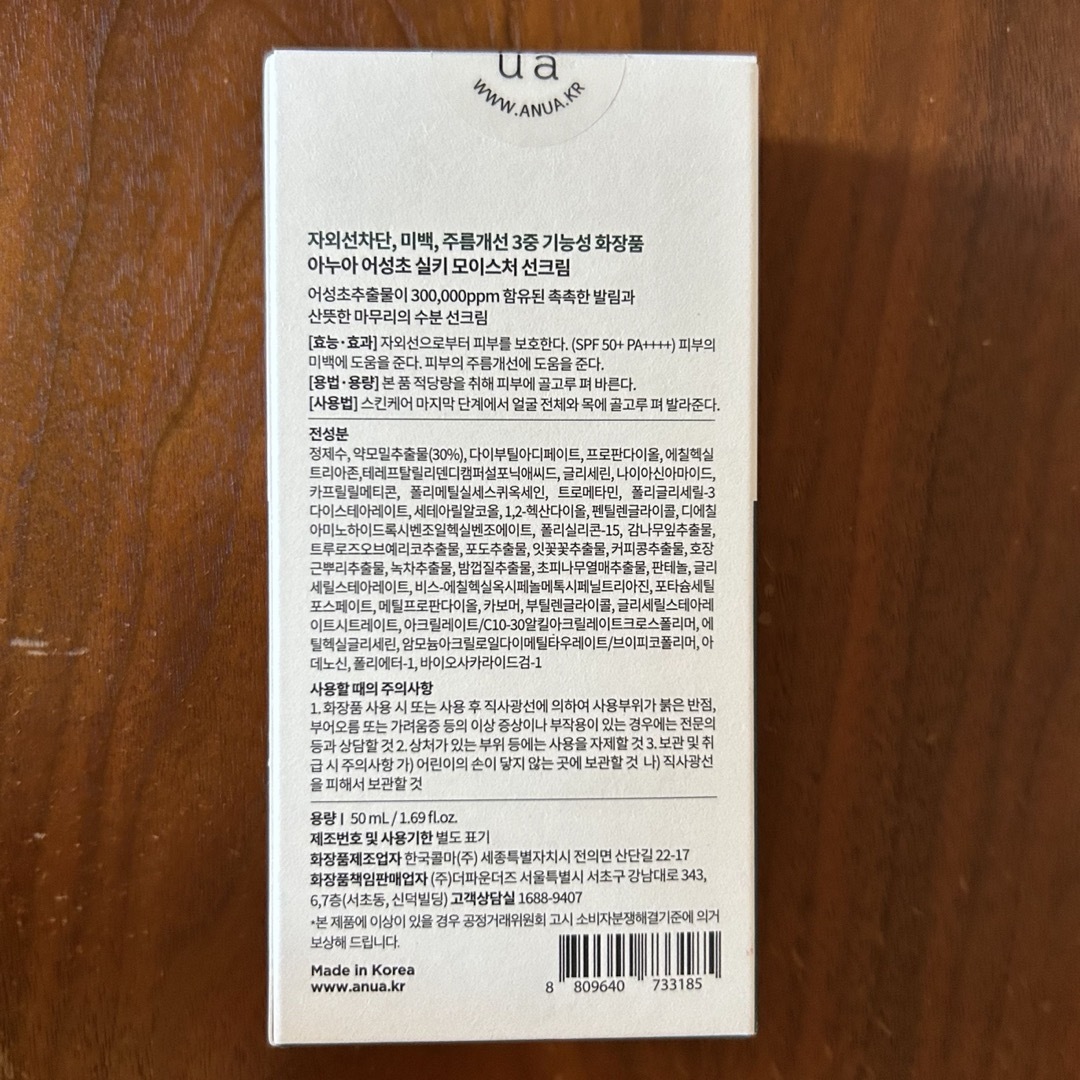 ua
WWW.ANUA.KR
자외선차단, 미백, 주름개선 3중 기능성 화장품
아누아 어성초 실키 모이스처 선크림
어성초추출물이 300,000ppm 함유된 촉촉한 발림과
산뜻한 마무리의 수분 선크림
[효능·효과] 자외선으로부터 피부를 보호한다. (SPF 50+ PA++++) 피부의
미백에 도움을 준다. 피부의 주름개선에 도움을 준다.
[용법·용량] 본 품 적당량을 취해 피부에 골고루 펴 바른다.
[사용법] 스킨케어 마지막 단계에서 얼굴 전체와 목에 골고루 펴 발라준다.
전성분
정제수, 약모밀추출물(30%), 다이부틸아디페이트, 프로판다이올, 에칠헥실
트리아존,테레프탈릴리덴디캠퍼설포닉애씨드, 글리세린, 나이아신아마이드,
카프릴릴메티콘, 폴리메틸실세스퀴옥세인, 트로메타민, 폴리글리세릴-3
다이스테아레이트, 세테아릴알코올, 1,2-헥산다이올, 펜틸렌글라이콜, 디에칠
아미노하이드록시벤조일헥실벤조에이트, 폴리실리콘-15, 감나무잎추출물,
트루로즈오브예리코추출물, 포도추출물, 잇꽃꽃추출물, 커피콩추출물, 호장
근뿌리추출물, 녹차추출물, 밤껍질추출물, 초피나무열매추출물, 판테놀, 글리
세릴스테아레이트, 비스-에칠헥실옥시페놀메톡시페닐트리아진, 포타슘세틸
포스페이트, 메틸프로판다이올, 카보머, 부틸렌글라이콜, 글리세릴스테아레
이트시트레이트, 아크릴레이트/C10-30알킬아크릴레이트크로스폴리머, 에
틸헥실글리세린, 암모늄아크릴로일다이메틸타우레이트/브이피코폴리머, 아
데노신, 폴리에터-1, 바이오사카라이드검-1
사용할 때의 주의사항
1. 화장품 사용 시 또는 사용 후 직사광선에 의하여 사용부위가 붉은 반점,
부어오름 또는 가려움증 등의 이상 증상이나 부작용이 있는 경우에는 전문의
등과 상담할 것 2. 상처가 있는 부위 등에는 사용을 자제할 것 3. 보관 및 취
급 시 주의사항 가) 어린이의 손이 닿지 않는 곳에 보관할 것 나) 직사광선
을 피해서 보관할 것
용량 | 50 mL / 1.69 fl.oz.
제조번호 및 사용기한 별도 표기
화장품제조업자 한국콜마(주) 세종특별자치시 전의면 산단길 22-17
화장품책임판매업자 (주)더파운더즈 서울특별시 서초구 강남대로 343,
6,7층(서초동, 신덕빌딩) 고객상담실 1688-9407
*본 제품에 이상이 있을 경우 공정거래위원회 고시 소비자분쟁해결기준에 의거
보상해 드립니다.
Made in Korea
www.anua.kr
8 809640 733185